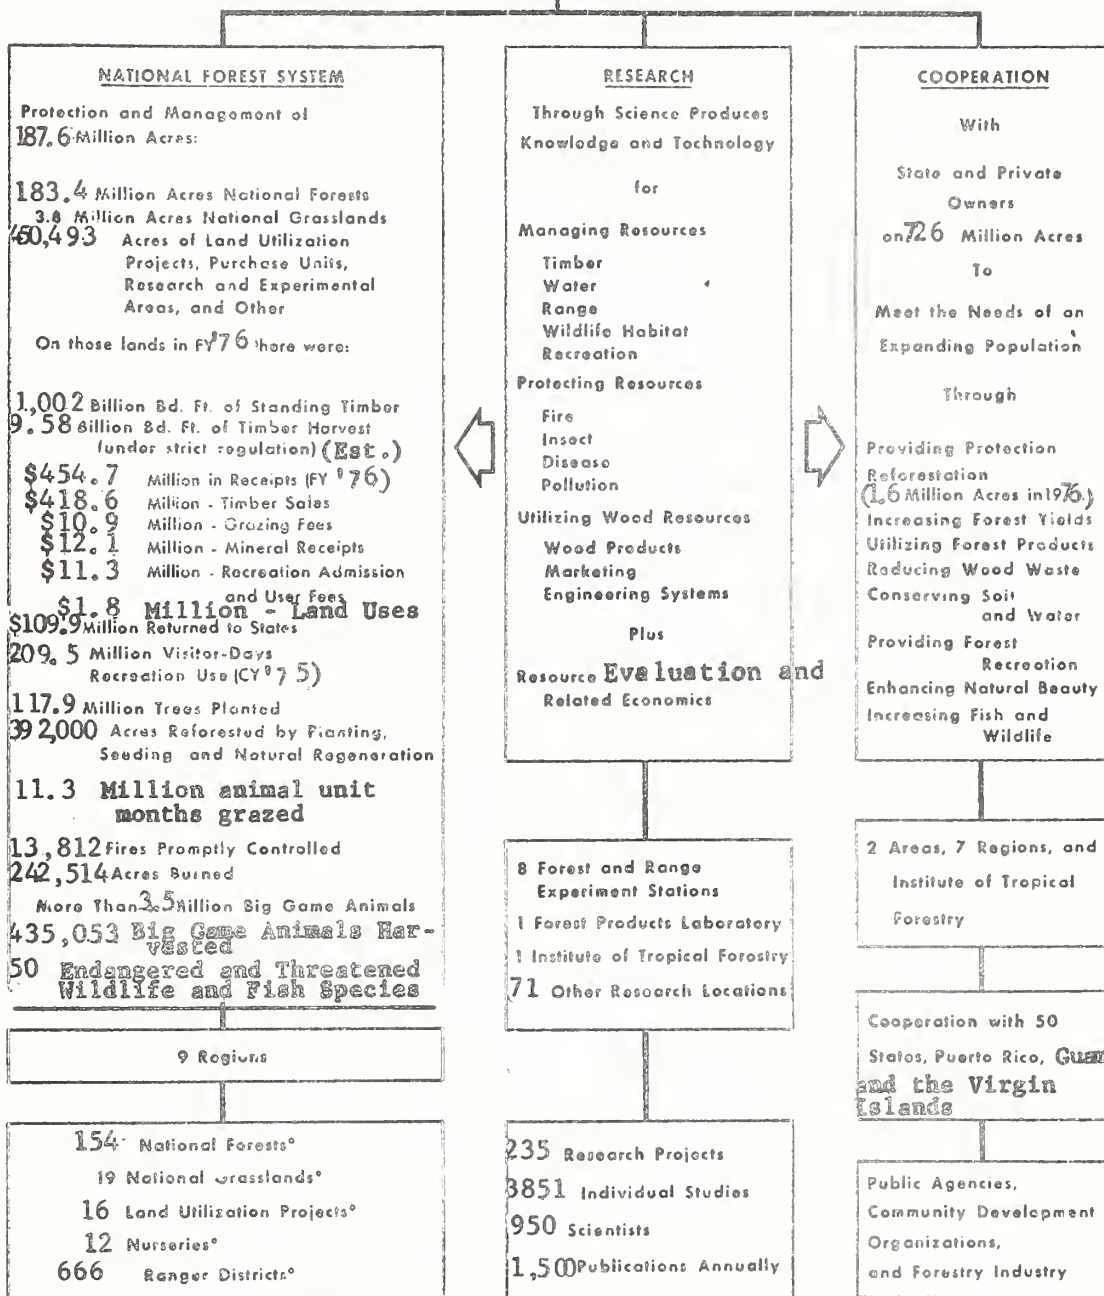 NATIONAL FOREST SYSTEM
Protection and Management of
187.6 Million Acres:
183.4 Million Acres National Forests
3.8 Million Acres National Grasslands
450,493 Acres of Land Utilization
Projects, Purchase Units,
Research and Experimental
Areas, and Other
On those lands in FY '76 there were:
1,002 Billion Bd. Ft. of Standing Timber
9.58 Billion Bd. Ft. of Timber Harvest
(under strict regulation) (Est.)
$454.7 Million in Receipts (FY '76)
$418.6 Million - Timber Sales
$10.9 Million - Grazing Fees
$12.1 Million - Mineral Receipts
$11.3 Million - Recreation Admission
and User Fees
$1.8 Million - Land Uses
$109.9 Million Returned to States
209.5 Million Visitor-Days
Recreation Use (CY '75)
117.9 Million Trees Planted
392,000 Acres Reforested by Planting,
Seeding and Natural Regeneration
11.3 Million animal unit
months grazed
13,812 Fires Promptly Controlled
242,514 Acres Burned
More Than 3.5 Million Big Game Animals
435,053 Big Game Animals Har-
vested
50 Endangered and Threatened
Wildlife and Fish Species
9 Regions
154 National Forests°
19 National Grasslands°
16 Land Utilization Projects°
12 Nurseries°
666 Ranger Districts°
RESEARCH
Through Science Produces
Knowledge and Technology
for
Managing Resources
Timber
Water
Range
Wildlife Habitat
Recreation
Protecting Resources
Fire
Insect
Disease
Pollution
Utilizing Wood Resources
Wood Products
Marketing
Engineering Systems
Plus
Resource Evaluation and
Related Economics
8 Forest and Range
Experiment Stations
1 Forest Products Laboratory
1 Institute of Tropical Forestry
71 Other Research Locations
235 Research Projects
3851 Individual Studies
950 Scientists
1,500 Publications Annually
COOPERATION
With
State and Private
Owners
on 726 Million Acres
To
Meet the Needs of an
Expanding Population
Through
Providing Protection
Reforestation
(1.6 Million Acres in 1976.)
Increasing Forest Yields
Utilizing Forest Products
Reducing Wood Waste
Conserving Soil
and Water
Providing Forest
Recreation
Enhancing Natural Beauty
Increasing Fish and
Wildlife
2 Areas, 7 Regions, and
Institute of Tropical
Forestry
Cooperation with 50
States, Puerto Rico, Guam
and the Virgin
Islands
Public Agencies,
Community Development
Organizations,
and Forestry Industry